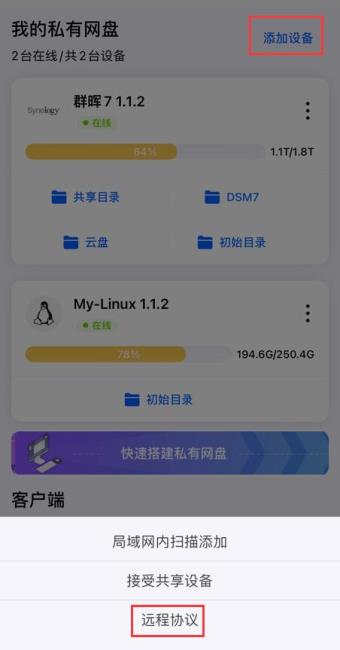 我的私有网盘
添加设备
2台在线/共2台设备
Synology
群晖 7 1.1.2
在线
64%
1.1T/1.8T
共享目录
DSM7
云盘
初始目录
My-Linux 1.1.2
在线
78%
194.6G/250.4G
初始目录
快速搭建私有网盘
客户端
局域网内扫描添加
接受共享设备
远程协议